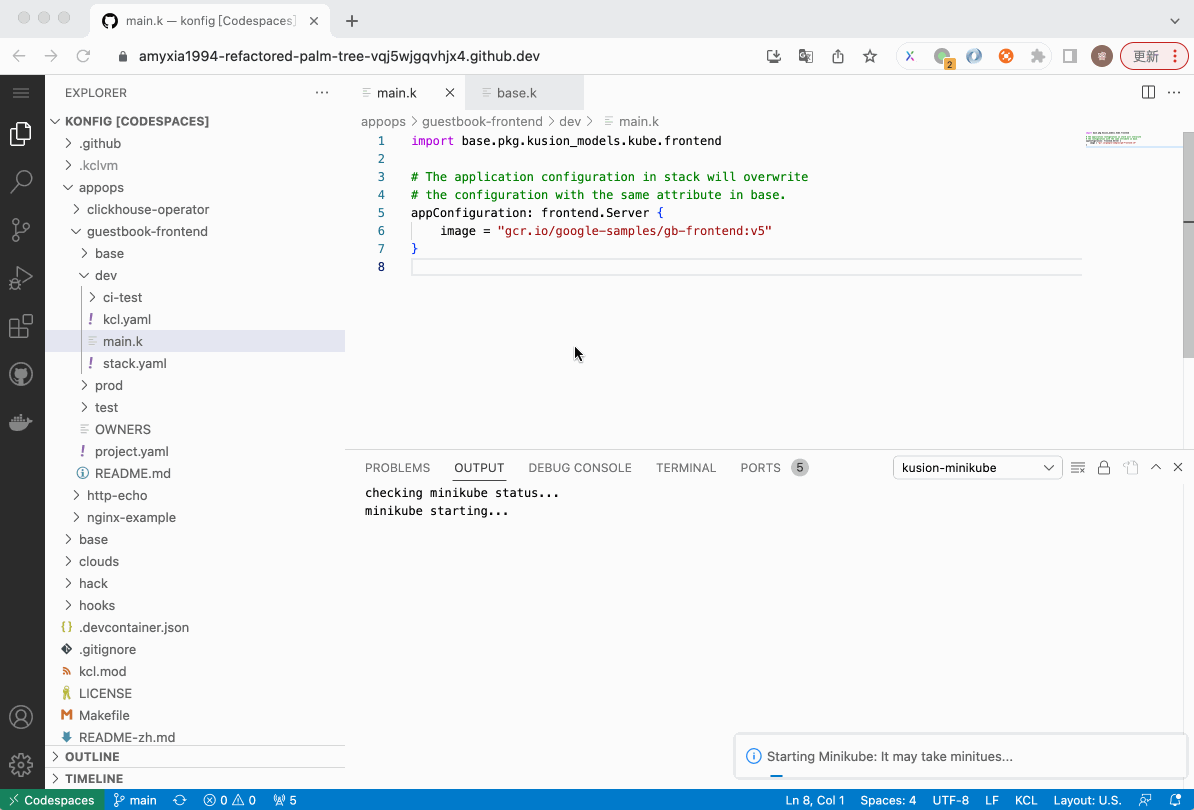 main.k — konfig [Codespaces]
amyxia1994-refactored-palm-tree-vqj5wjgqvhjx4.github.dev
2
更新
EXPLORER
KONFIG [CODESPACES]
.github
.kclvm
appops
clickhouse-operator
guestbook-frontend
base
dev
ci-test
kcl.yaml
main.k
stack.yaml
prod
test
OWNERS
project.yaml
README.md
http-echo
nginx-example
base
clouds
hack
hooks
.devcontainer.json
.gitignore
kcl.mod
LICENSE
Makefile
README-zh.md
OUTLINE
TIMELINE
main.k
base.k
appops > guestbook-frontend > dev > main.k
1 import base.pkg.kusion_models.kube.frontend
2
3 # The application configuration in stack will overwrite
4 # the configuration with the same attribute in base.
5 appConfiguration: frontend.Server {
6 image = "gcr.io/google-samples/gb-frontend:v5"
7 }
8
PROBLEMS OUTPUT DEBUG CONSOLE TERMINAL PORTS 5
kusion-minikube
checking minikube status...
minikube starting...
Starting Minikube: It may take minitues...
Codespaces main 0 0 5 Ln 8, Col 1 Spaces: 4 UTF-8 LF KCL Layout: U.S.